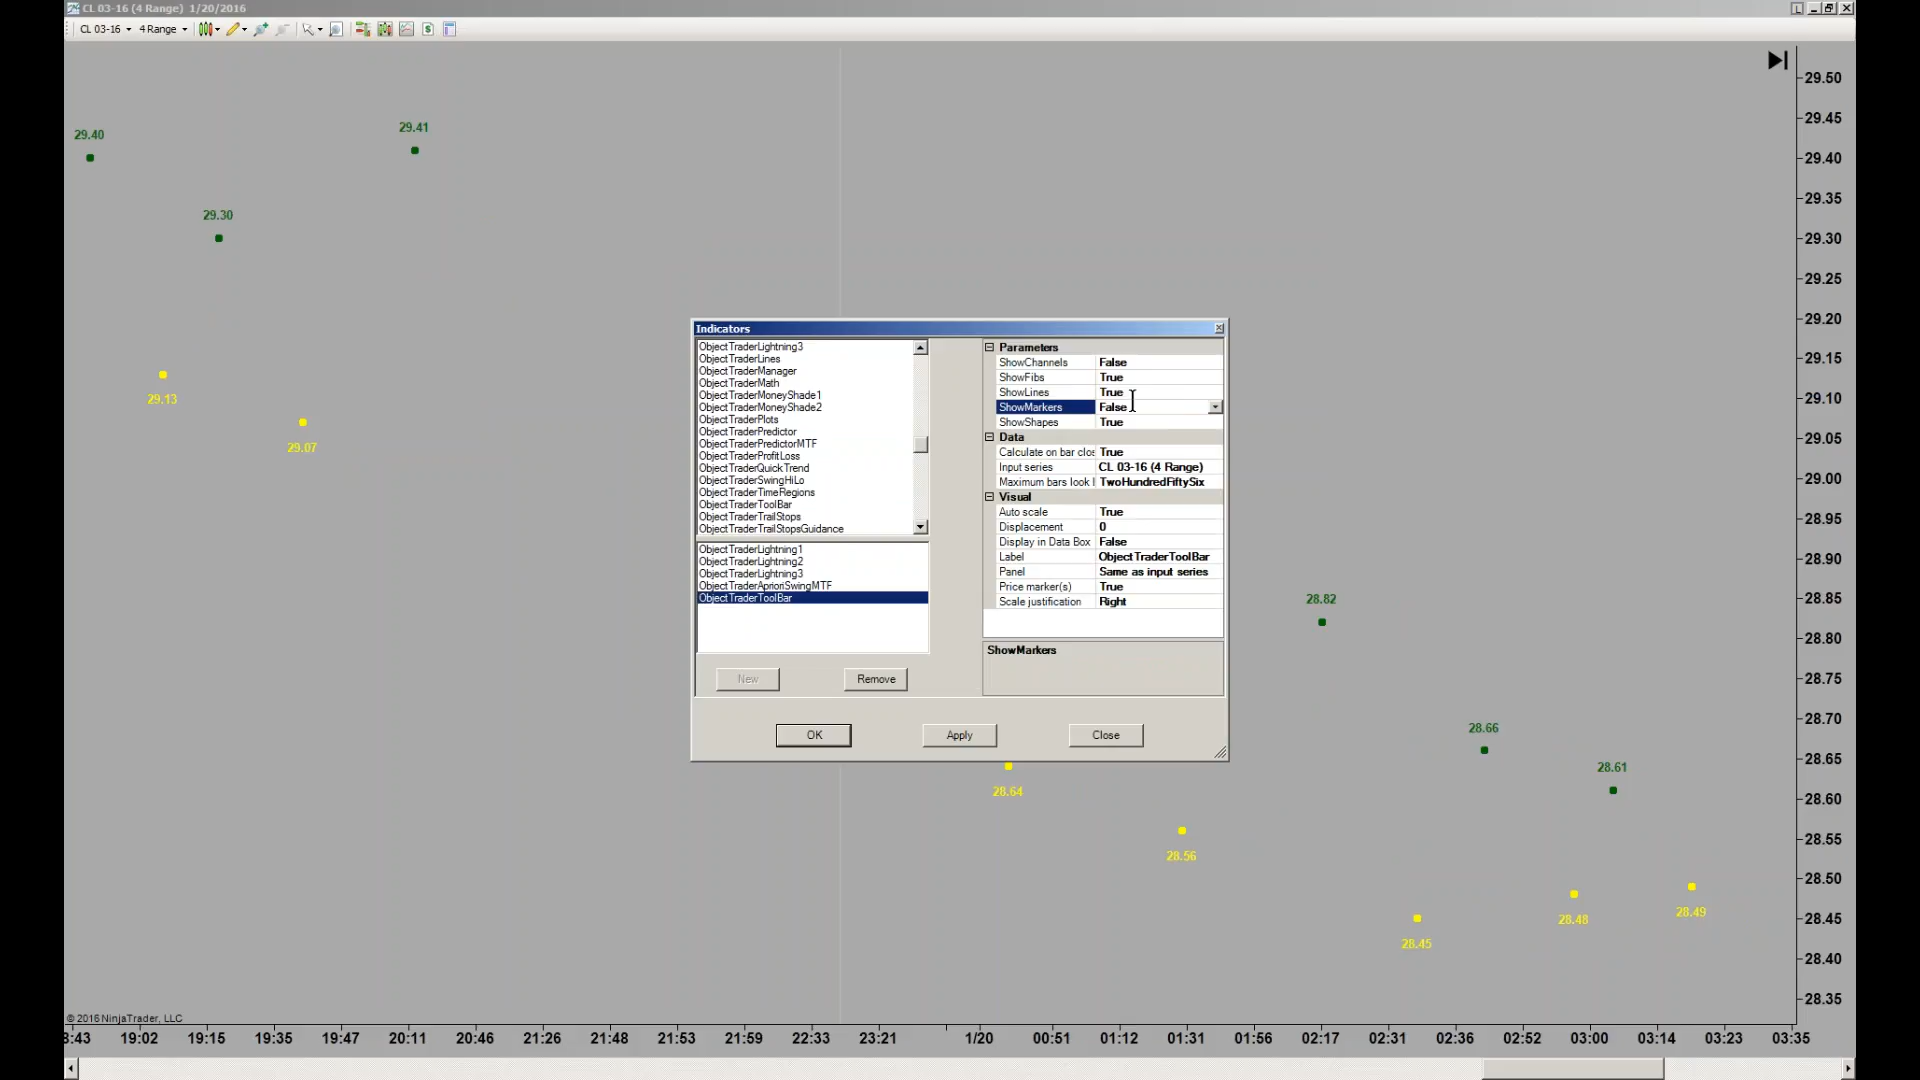 CL 03-16 (4 Range) 1/20/2016
CL 03-16 4 Range
29.50
29.45
29.40
29.35
29.30
29.25
29.20
29.15
29.10
29.05
29.00
28.95
28.90
28.85
28.80
28.75
28.70
28.65
28.60
28.55
28.50
28.45
28.40
28.35
29.40
29.41
29.30
29.13
29.07
28.82
28.66
28.61
28.64
28.56
28.45
28.48
28.49
Indicators
ObjectTraderLightning3
ObjectTraderLines
ObjectTraderManager
ObjectTraderMath
ObjectTraderMoneyShade1
ObjectTraderMoneyShade2
ObjectTraderPlots
ObjectTraderPredictor
ObjectTraderPredictorMTF
ObjectTraderProfitLoss
ObjectTraderQuickTrend
ObjectTraderSwingHiLo
ObjectTraderTimeRegions
ObjectTraderToolBar
ObjectTraderTrailStops
ObjectTraderTrailStopsGuidance
ObjectTraderLightning1
ObjectTraderLightning2
ObjectTraderLightning3
ObjectTraderAprioriSwingMTF
ObjectTraderToolBar
New Remove
Parameters
ShowChannels False
ShowFibs True
ShowLines True
ShowMarkers False
ShowShapes True
Data
Calculate on bar clos True
Input series CL 03-16 (4 Range)
Maximum bars look l TwoHundredFiftySix
Visual
Auto scale True
Displacement 0
Display in Data Box False
Label ObjectTraderToolBar
Panel Same as input series
Price marker(s) True
Scale justification Right
ShowMarkers
OK Apply Close
© 2016 NinjaTrader, LLC
3:43 19:02 19:15 19:35 19:47 20:11 20:46 21:26 21:48 21:53 21:59 22:33 23:21 1/20 00:51 01:12 01:31 01:56 02:17 02:31 02:36 02:52 03:00 03:14 03:23 03:35